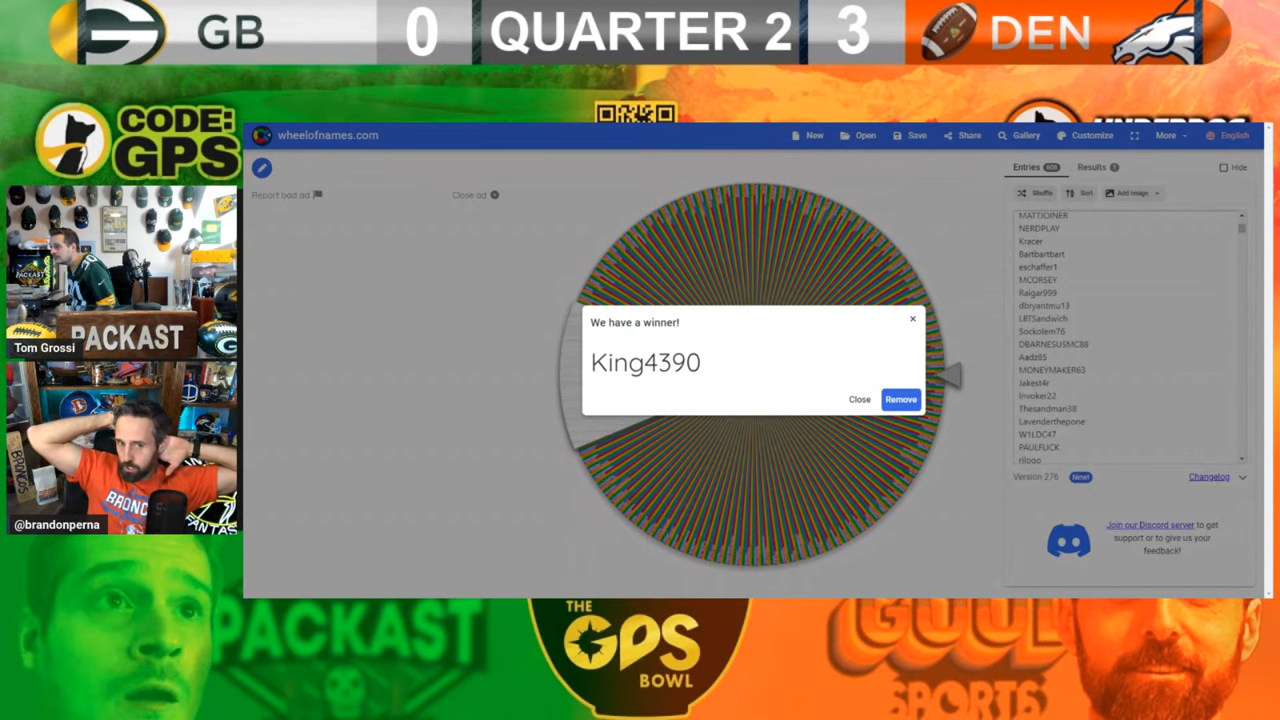 GB 0 QUARTER 2 3 DEN
CODE:
GPS
wheelofnames.com
New Open Save Share Gallery Customize More English
Report bad ad
Close ad
Entries
Results 1
Hide
Shuffle Sort Add image
MATTJOINER
NERDPLAY
Kracer
Bartbartbart
eschaffer1
MCORSEY
Raigar999
dbryantmu13
LBTSandwich
Sockolem76
DBARNESUSMC88
Aadz85
MONEYMAKER63
Jakest4r
Invoker22
Thesandman38
Lavenderthepone
W1LDC47
PAULFLICK
We have a winner!
King4390
Close
Remove
Version 276 New!
Changelog
Join our Discord server to get
support or to give us your
feedback!
PACKAST
Tom Grossi
BRONC
@brandonperna
PACKAST
THE
GPS
BOWL
GOOD
SPORTS